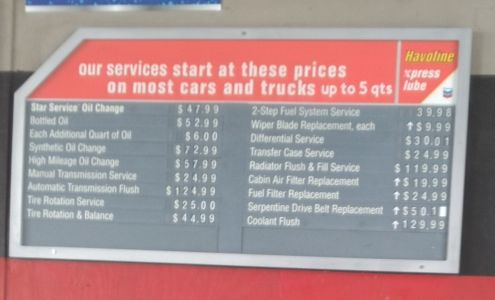 our services start at these prices
on most cars and trucks up to 5 qts
Havoline
xpress
lube
Star Service Oil Change $47.99
Bottled Oil $52.99
Each Additional Quart of Oil $6.00
Synthetic Oil Change $72.99
High Mileage Oil Change $57.99
Manual Transmission Service $24.99
Automatic Transmission Flush $124.99
Tire Rotation Service $25.00
Tire Rotation & Balance $44.99
2-Step Fuel System Service 39.98
Wiper Blade Replacement, each ↑$9.99
Differential Service $30.01
Transfer Case Service $24.99
Radiator Flush & Fill Service $119.99
Cabin Air Filter Replacement ↑$19.99
Fuel Filter Replacement ↑$24.99
Serpentine Drive Belt Replacement ↑$50.1
Coolant Flush ↑129.99